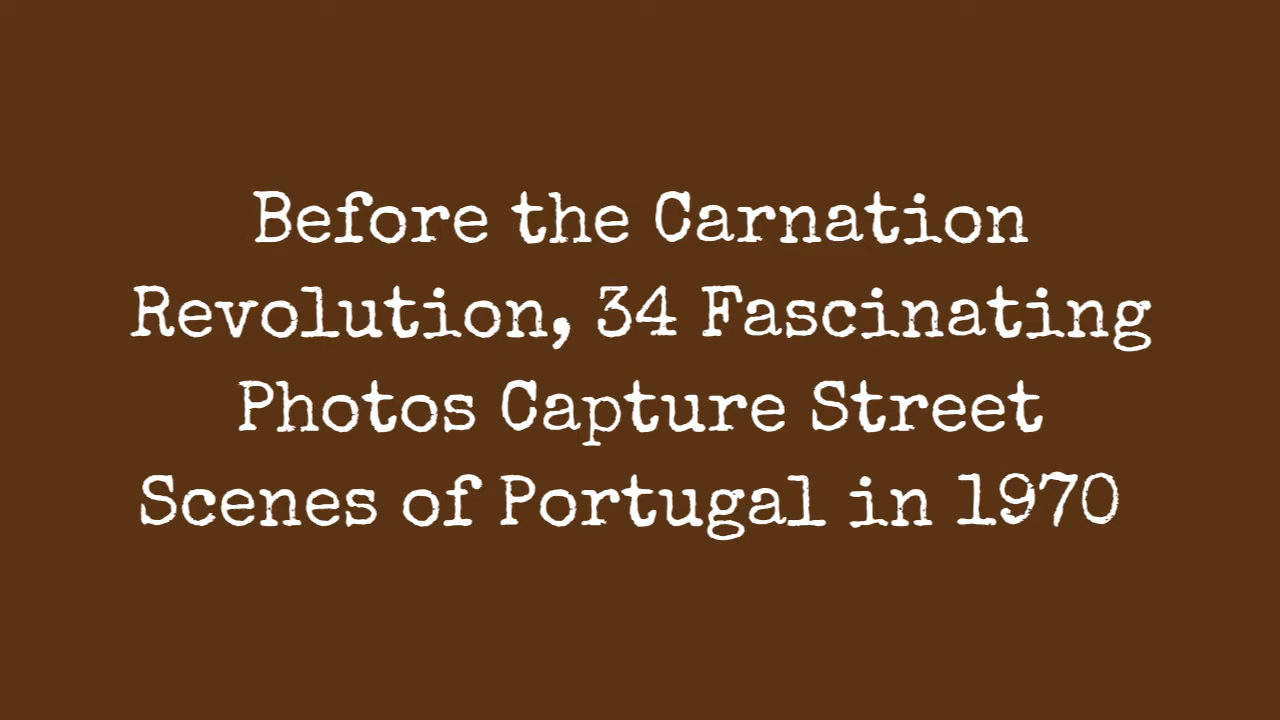 Before the Carnation
Revolution, 34 Fascinating
Photos Capture Street
Scenes of Portugal in 1970